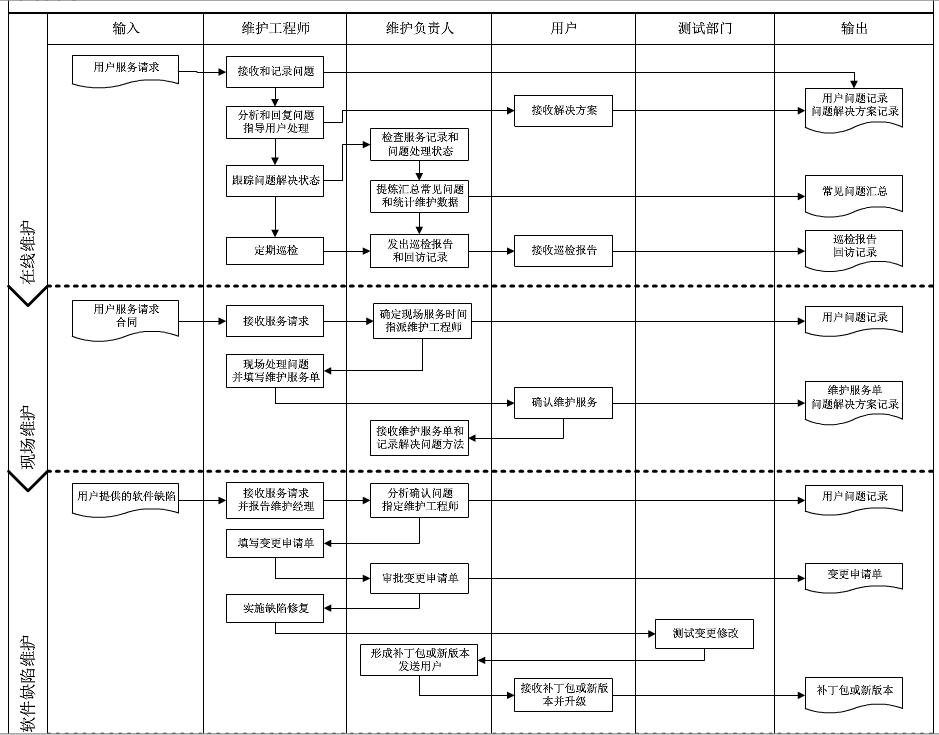 输入
维护工程师
维护负责人
用户
测试部门
输出
在线维护
用户服务请求
接收和记录问题
用户问题记录
问题解决方案记录
分析和回复问题
指导用户处理
接收解决方案
检查服务记录和
问题处理状态
跟踪问题解决状态
提炼汇总常见问题
和统计维护数据
常见问题汇总
定期巡检
发出巡检报告
和回访记录
接收巡检报告
巡检报告
回访记录
现场维护
用户服务请求
合同
接收服务请求
确定现场服务时间
指派维护工程师
用户问题记录
现场处理问题
并填写维护服务单
确认维护服务
维护服务单
问题解决方案记录
接收维护服务单和
记录解决问题方法
软件缺陷维护
用户提供的软件缺陷
接收服务请求
并报告维护经理
分析确认问题
指定维护工程师
用户问题记录
填写变更申请单
审批变更申请单
变更申请单
实施缺陷修复
测试变更修改
形成补丁包或新版本
发送用户
接收补丁包或新版
本并升级
补丁包或新版本